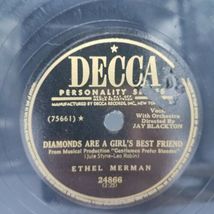 DECCA
PERSONALITY SERIES
MANUFACTURED BY DECCA RECORDS, INC., NEW YORK
(75661) ★
With Orchestra
Directed By
JAY BLACKTON
DIAMONDS ARE A GIRL'S BEST FRIEND
From Musical Production "Gentlemen Prefer Blondes"
(Jule Styne-Leo Robin)
ETHEL MERMAN
24866